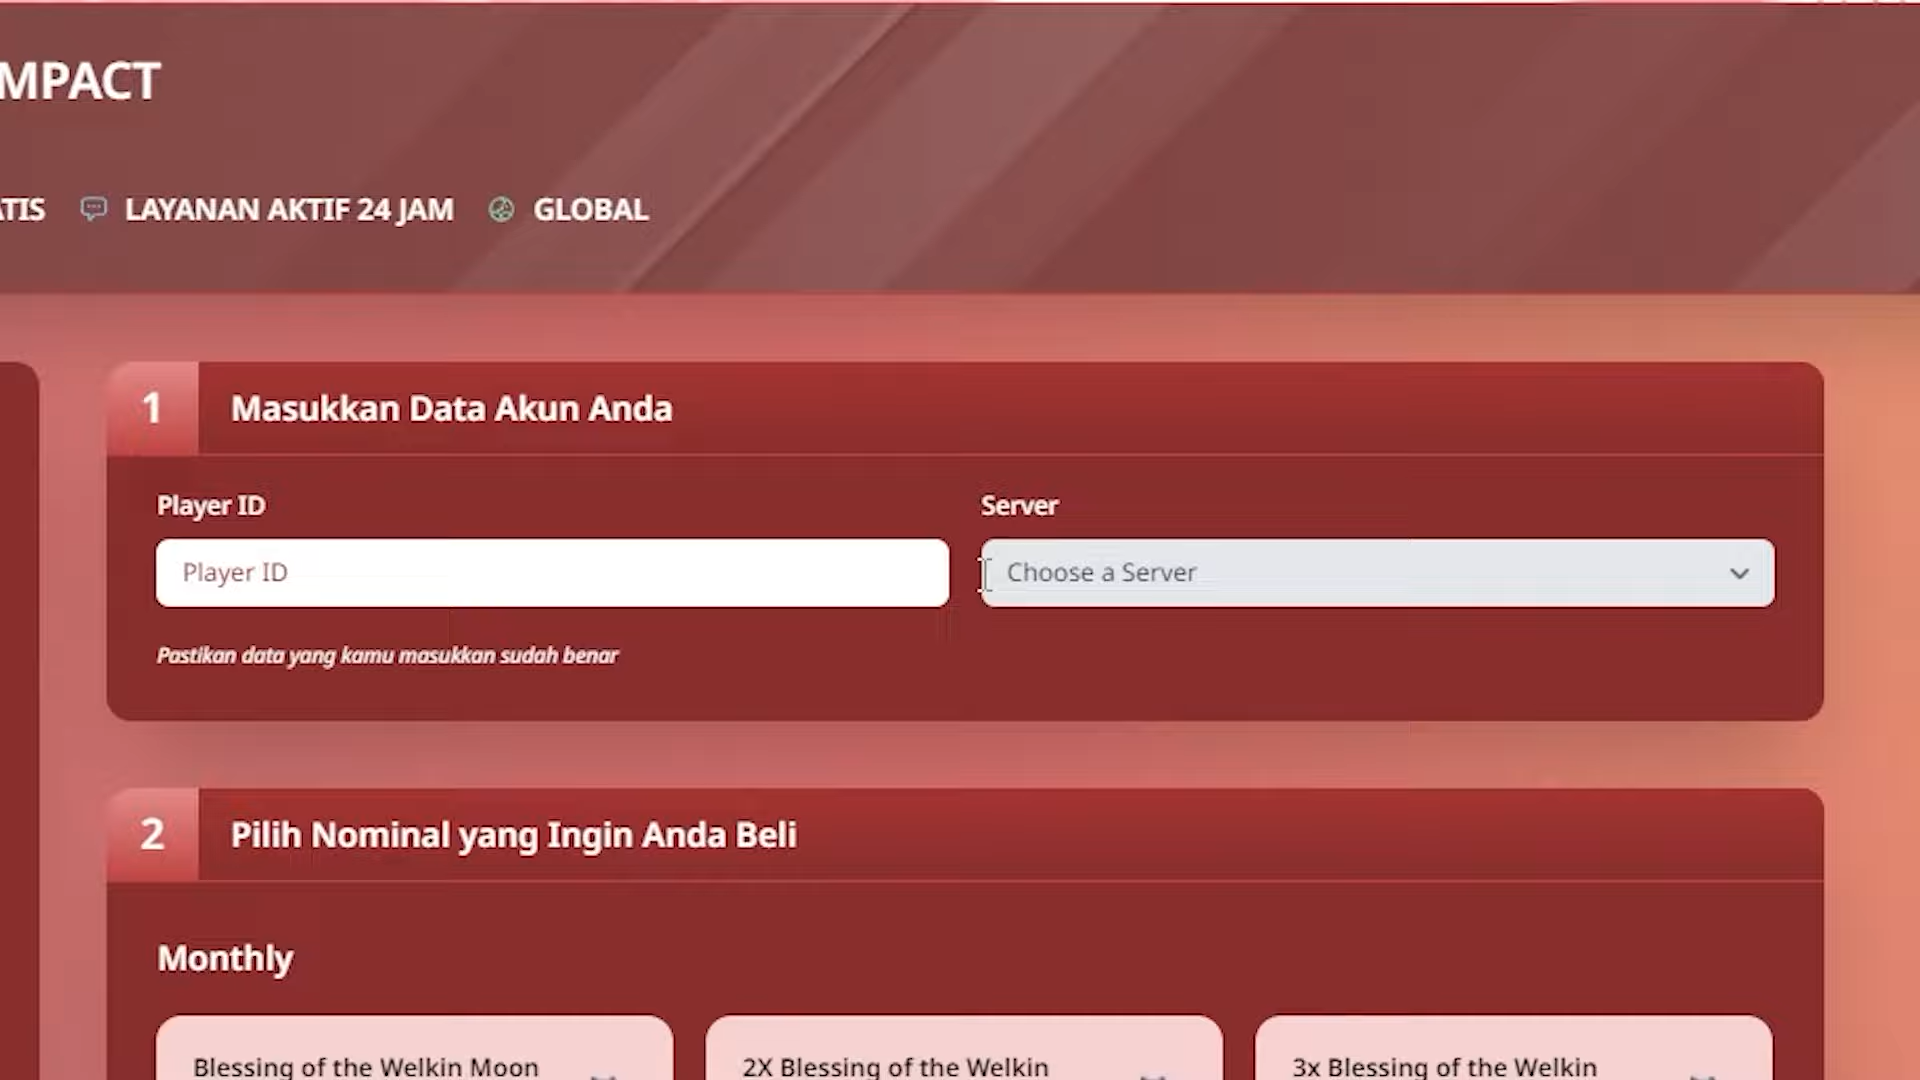 MPACT
ATIS LAYANAN AKTIF 24 JAM GLOBAL
1 Masukkan Data Akun Anda
Player ID Server
Player ID Choose a Server
Pastikan data yang kamu masukkan sudah benar
2 Pilih Nominal yang Ingin Anda Beli
Monthly
Blessing of the Welkin Moon 2X Blessing of the Welkin 3x Blessing of the Welkin